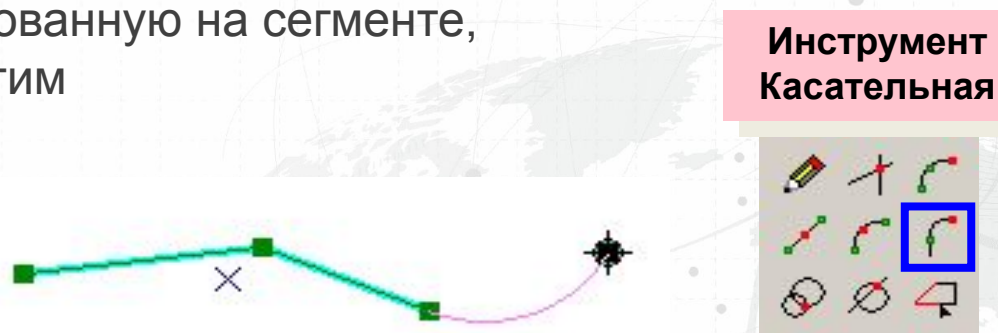 ованную на сегменте,
тим
Инструмент
Касательная